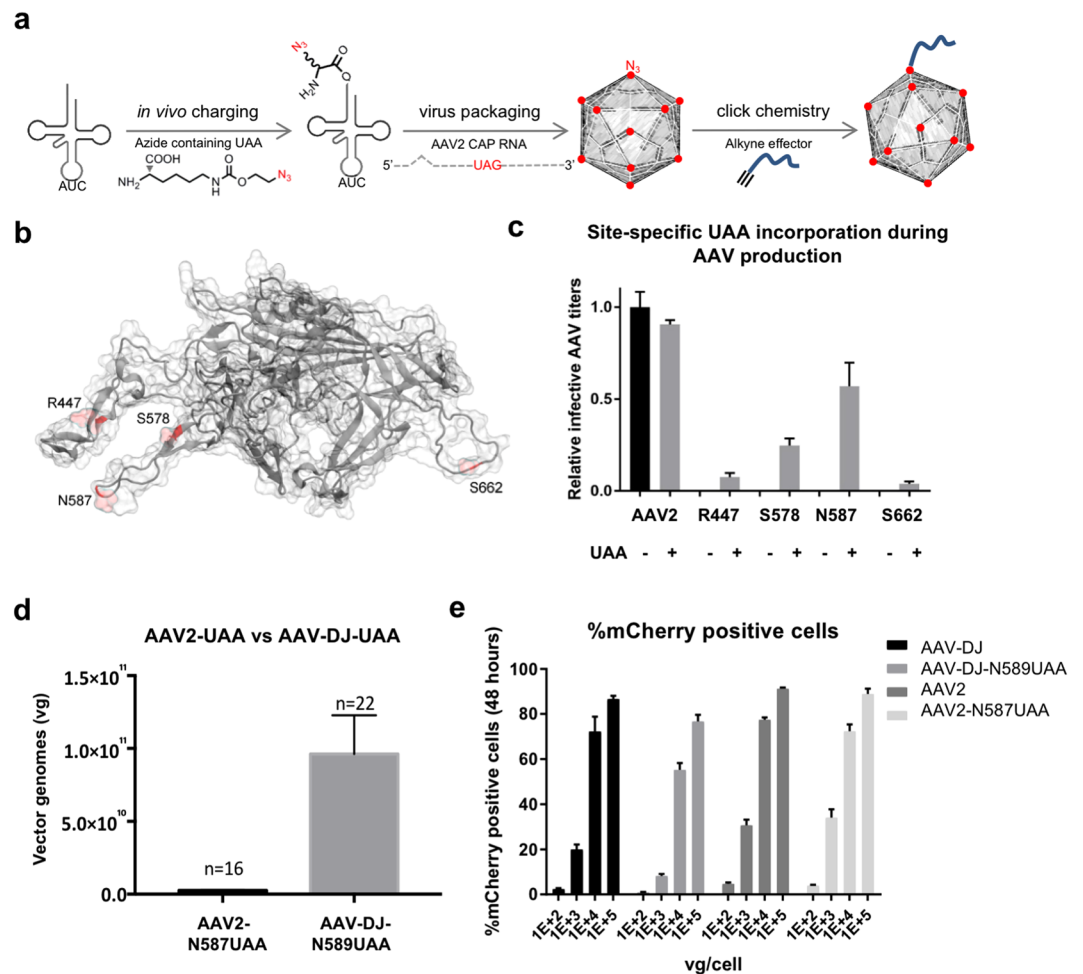 a
N₃
O
O
H₂N
N₃
in vivo charging
virus packaging
click chemistry
Azide containing UAA
AAV2 CAP RNA
Alkyne effector
COOH
O
NH₂
N
H
O
N₃
5’
UAG
3’
AUC
AUC
b
R447
S578
N587
S662
c
Site-specific UAA incorporation during
AAV production
Relative infective AAV titers
1.0
0.5
0.0
AAV2 R447 S578 N587 S662
UAA - + - + - + - + - +
d
AAV2-UAA vs AAV-DJ-UAA
Vector genomes (vg)
1.5×10¹¹
1.0×10¹¹
5.0×10¹⁰
0.0
n=16
n=22
AAV2-
N587UAA
AAV-DJ-
N589UAA
e
%mCherry positive cells
%mCherry positive cells (48 hours)
100
80
60
40
20
0
1E+2 1E+3 1E+4 1E+5 1E+2 1E+3 1E+4 1E+5 1E+2 1E+3 1E+4 1E+5 1E+2 1E+3 1E+4 1E+5
vg/cell
AAV-DJ
AAV-DJ-N589UAA
AAV2
AAV2-N587UAA